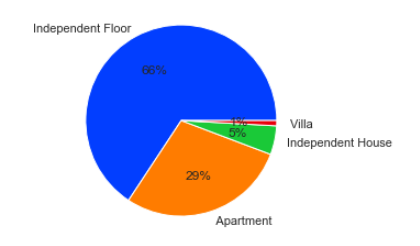 Independent Floor
66%
1%
Villa
5%
Independent House
29%
Apartment